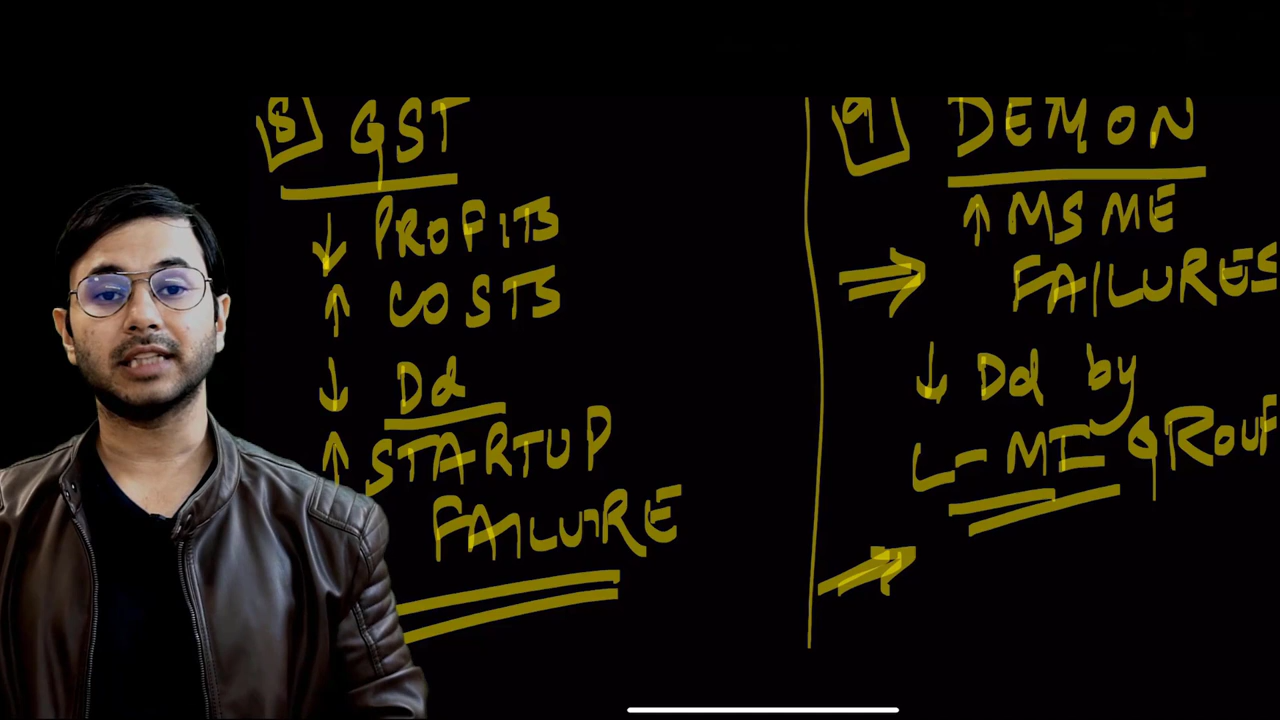 8 GST
↓ PROFITS
↑ COSTS
↓ Dd
↑ STARTUP
FAILURE
9 DEMON
↑ MSME
⇒ FAILURES
↓ Dd by
L-MI GROUP
⇒